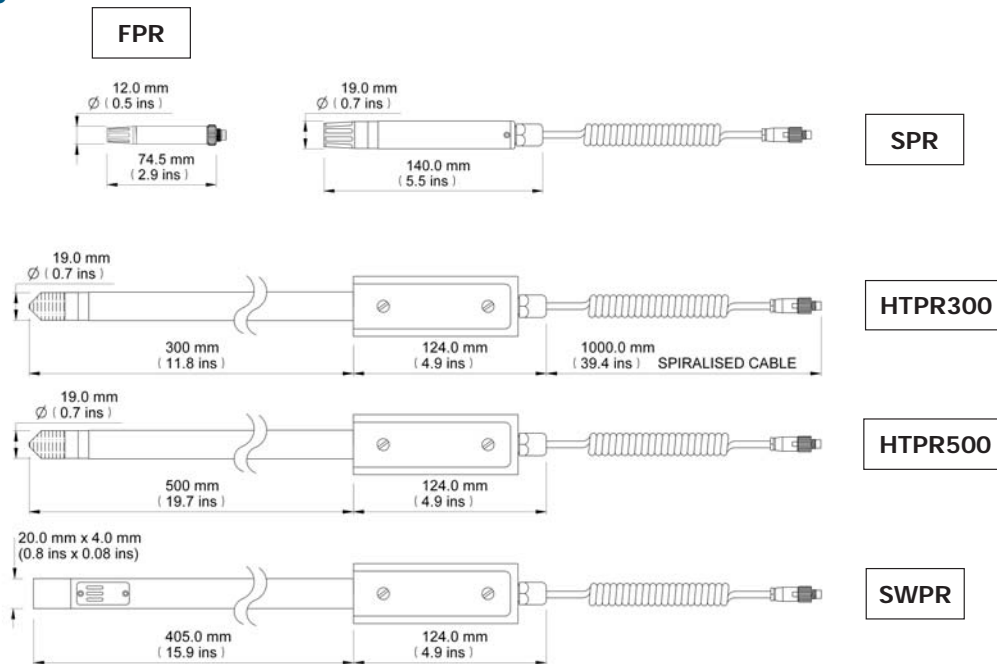 FPR
12.0 mm
Ø ( 0.5 ins )
74.5 mm
( 2.9 ins )
19.0 mm
Ø ( 0.7 ins )
140.0 mm
( 5.5 ins )
SPR
19.0 mm
Ø ( 0.7 ins )
300 mm
( 11.8 ins )
124.0 mm
( 4.9 ins )
1000.0 mm
( 39.4 ins ) SPIRALISED CABLE
HTPR300
19.0 mm
Ø ( 0.7 ins )
500 mm
( 19.7 ins )
124.0 mm
( 4.9 ins )
HTPR500
20.0 mm x 4.0 mm
(0.8 ins x 0.08 ins)
405.0 mm
( 15.9 ins )
124.0 mm
( 4.9 ins )
SWPR